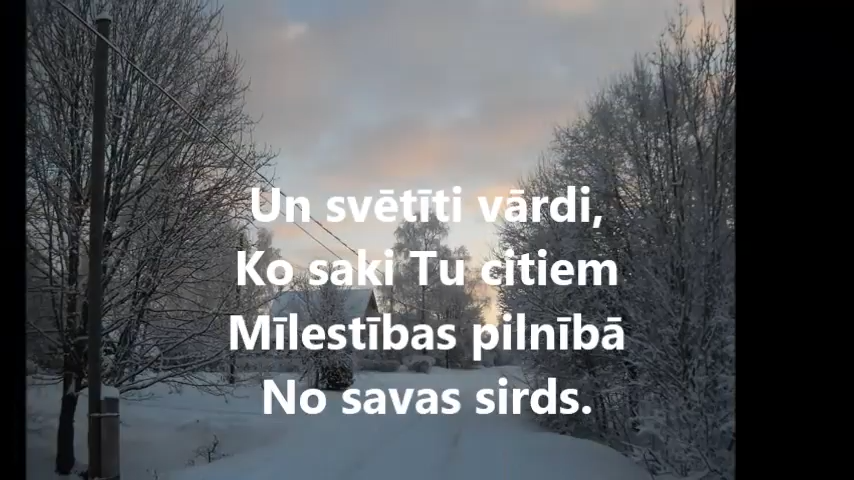 Un svētīti vārdi,
Ko saki Tu citiem
Mīlestības pilnībā
No savas sirds.